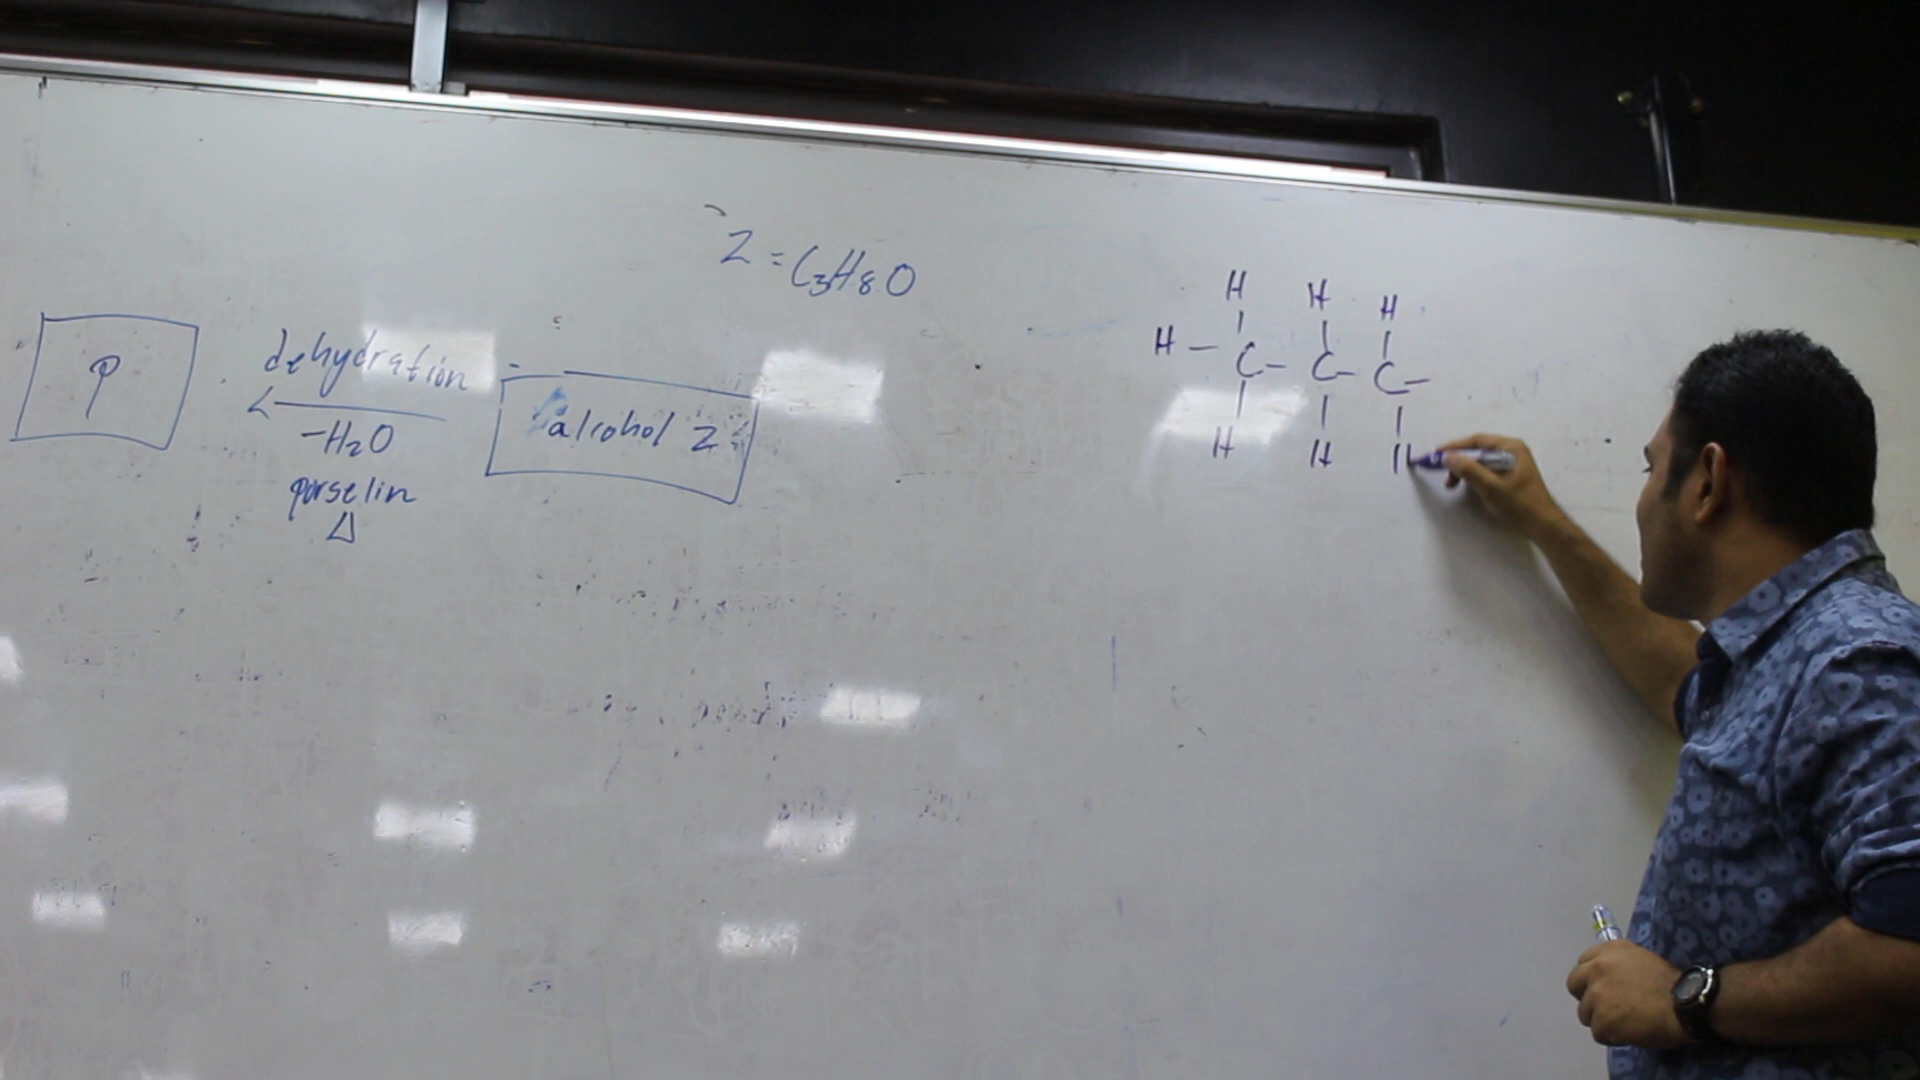 Z = C3H8O
P
dehydration
-H2O
porselin
Δ
alcohol Z
H H H
H - C - C - C -
H H H